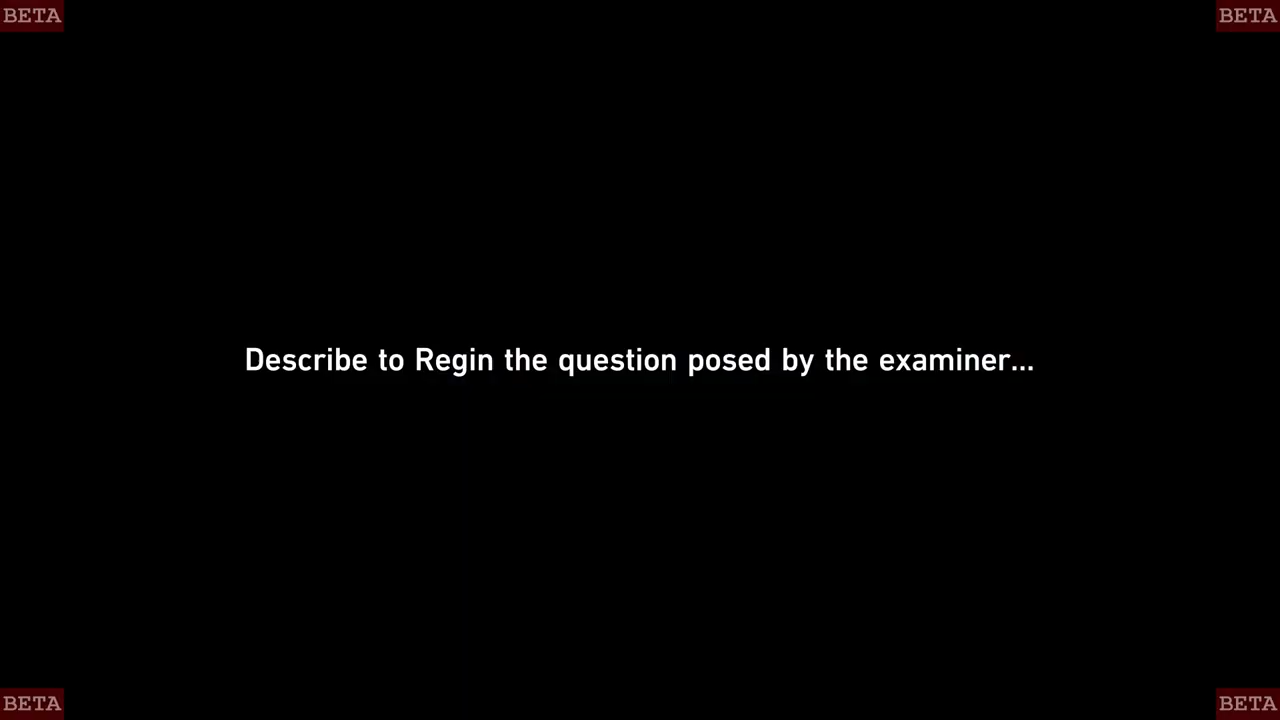 BETA BETA
Describe to Regin the question posed by the examiner...
BETA BETA